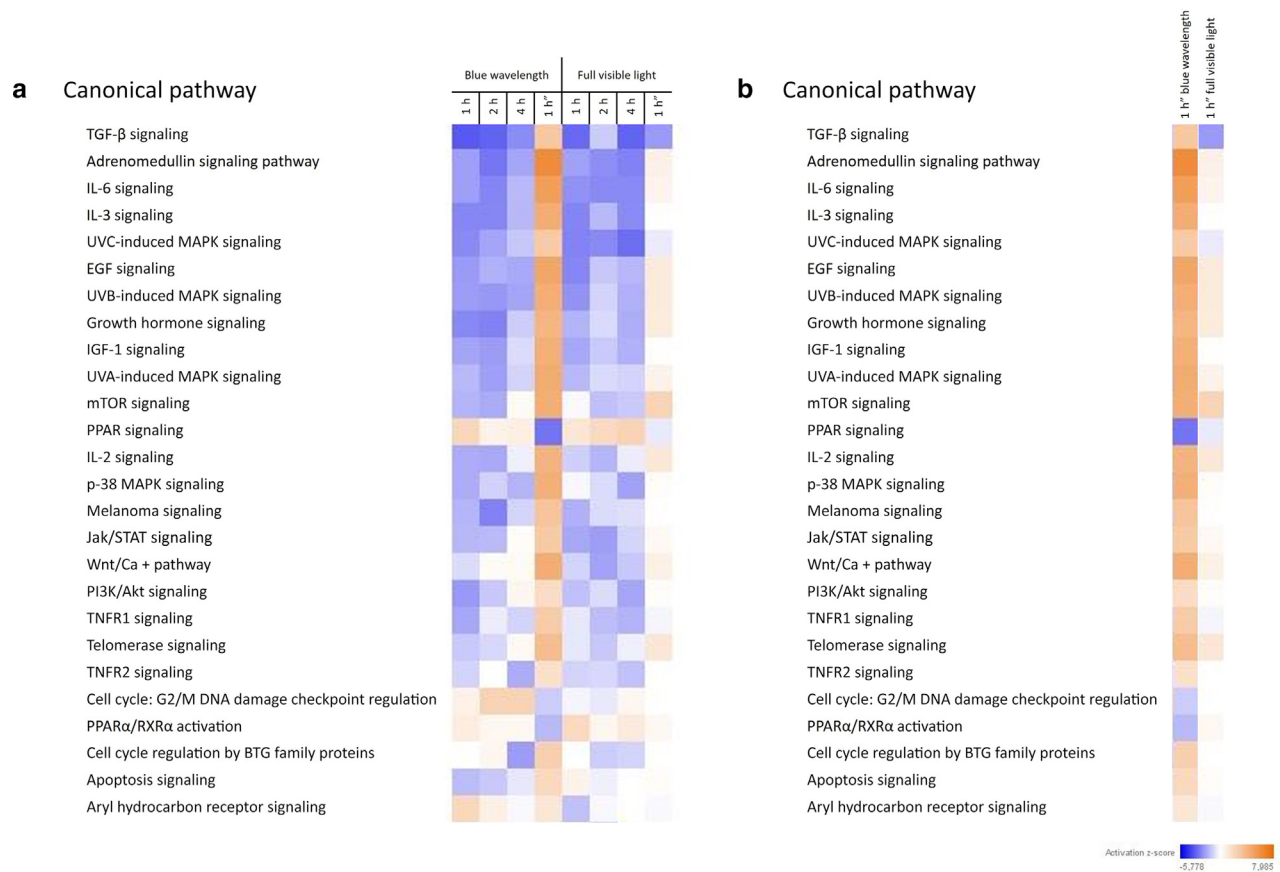 a Canonical pathway
Blue wavelength Full visible light
1 h 2 h 4 h 1 h” 1 h 2 h 4 h 1 h”
TGF-β signaling
Adrenomedullin signaling pathway
IL-6 signaling
IL-3 signaling
UVC-induced MAPK signaling
EGF signaling
UVB-induced MAPK signaling
Growth hormone signaling
IGF-1 signaling
UVA-induced MAPK signaling
mTOR signaling
PPAR signaling
IL-2 signaling
p-38 MAPK signaling
Melanoma signaling
Jak/STAT signaling
Wnt/Ca + pathway
PI3K/Akt signaling
TNFR1 signaling
Telomerase signaling
TNFR2 signaling
Cell cycle: G2/M DNA damage checkpoint regulation
PPARα/RXRα activation
Cell cycle regulation by BTG family proteins
Apoptosis signaling
Aryl hydrocarbon receptor signaling
b Canonical pathway
1 h” blue wavelength
1 h” full visible light
TGF-β signaling
Adrenomedullin signaling pathway
IL-6 signaling
IL-3 signaling
UVC-induced MAPK signaling
EGF signaling
UVB-induced MAPK signaling
Growth hormone signaling
IGF-1 signaling
UVA-induced MAPK signaling
mTOR signaling
PPAR signaling
IL-2 signaling
p-38 MAPK signaling
Melanoma signaling
Jak/STAT signaling
Wnt/Ca + pathway
PI3K/Akt signaling
TNFR1 signaling
Telomerase signaling
TNFR2 signaling
Cell cycle: G2/M DNA damage checkpoint regulation
PPARα/RXRα activation
Cell cycle regulation by BTG family proteins
Apoptosis signaling
Aryl hydrocarbon receptor signaling
Activation z-score
-5,778 7,985